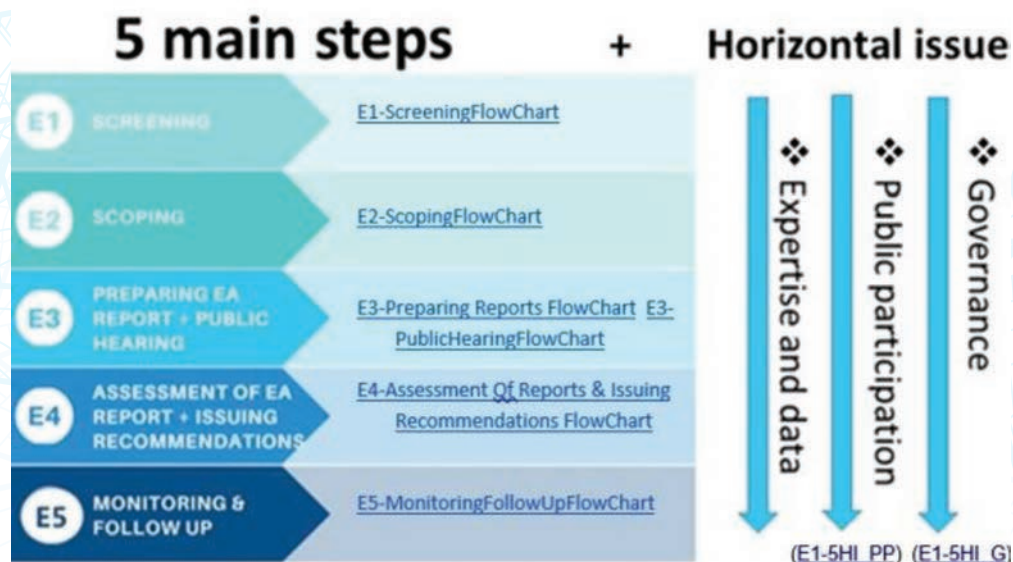 5 main steps + Horizontal issue
E1 SCREENING
E1-ScreeningFlowChart
E2 SCOPING
E2-ScopingFlowChart
E3 PREPARING EA
REPORT + PUBLIC
HEARING
E3-Preparing Reports FlowChart E3-
PublicHearingFlowChart
E4 ASSESSMENT OF EA
REPORT + ISSUING
RECOMMENDATIONS
E4-Assessment Of Reports & Issuing
Recommendations FlowChart
E5 MONITORING &
FOLLOW UP
E5-MonitoringFollowUpFlowChart
❖ Expertise and data
❖ Public participation
❖ Governance
(E1-5HI_PP) (E1-5HI_G)